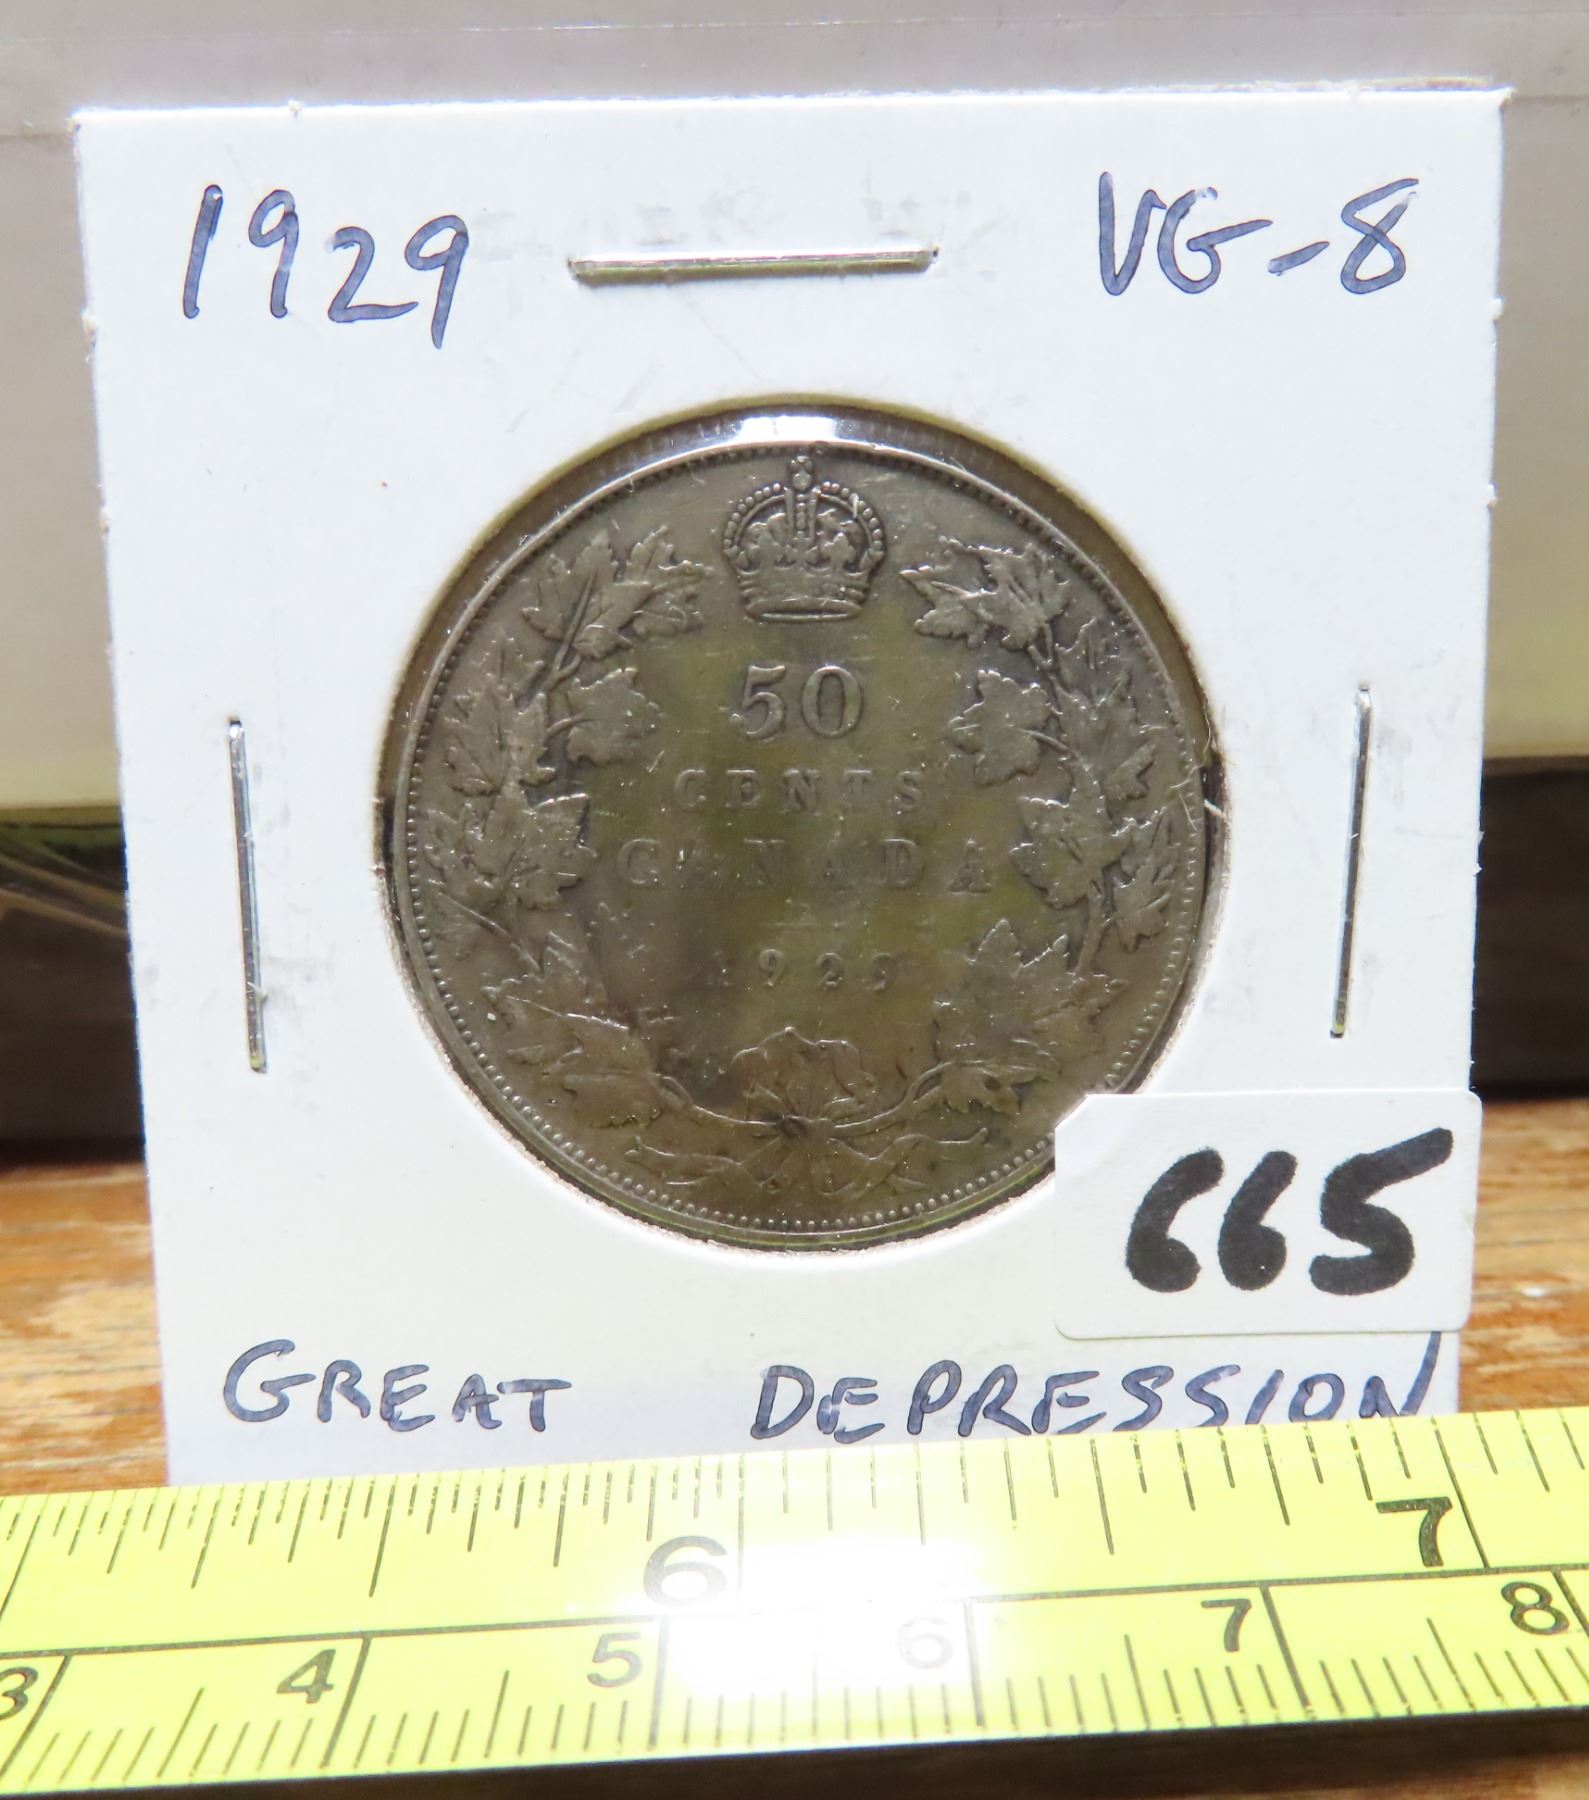 1929 VG-8
50
CENTS
CANADA
1929
665
GREAT DEPRESSION
6 7
3 4 5 6 7 8